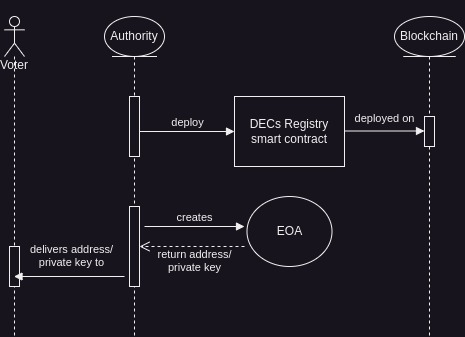 Voter
Authority
Blockchain
deploy
DECs Registry
smart contract
deployed on
creates
EOA
return address/
private key
delivers address/
private key to